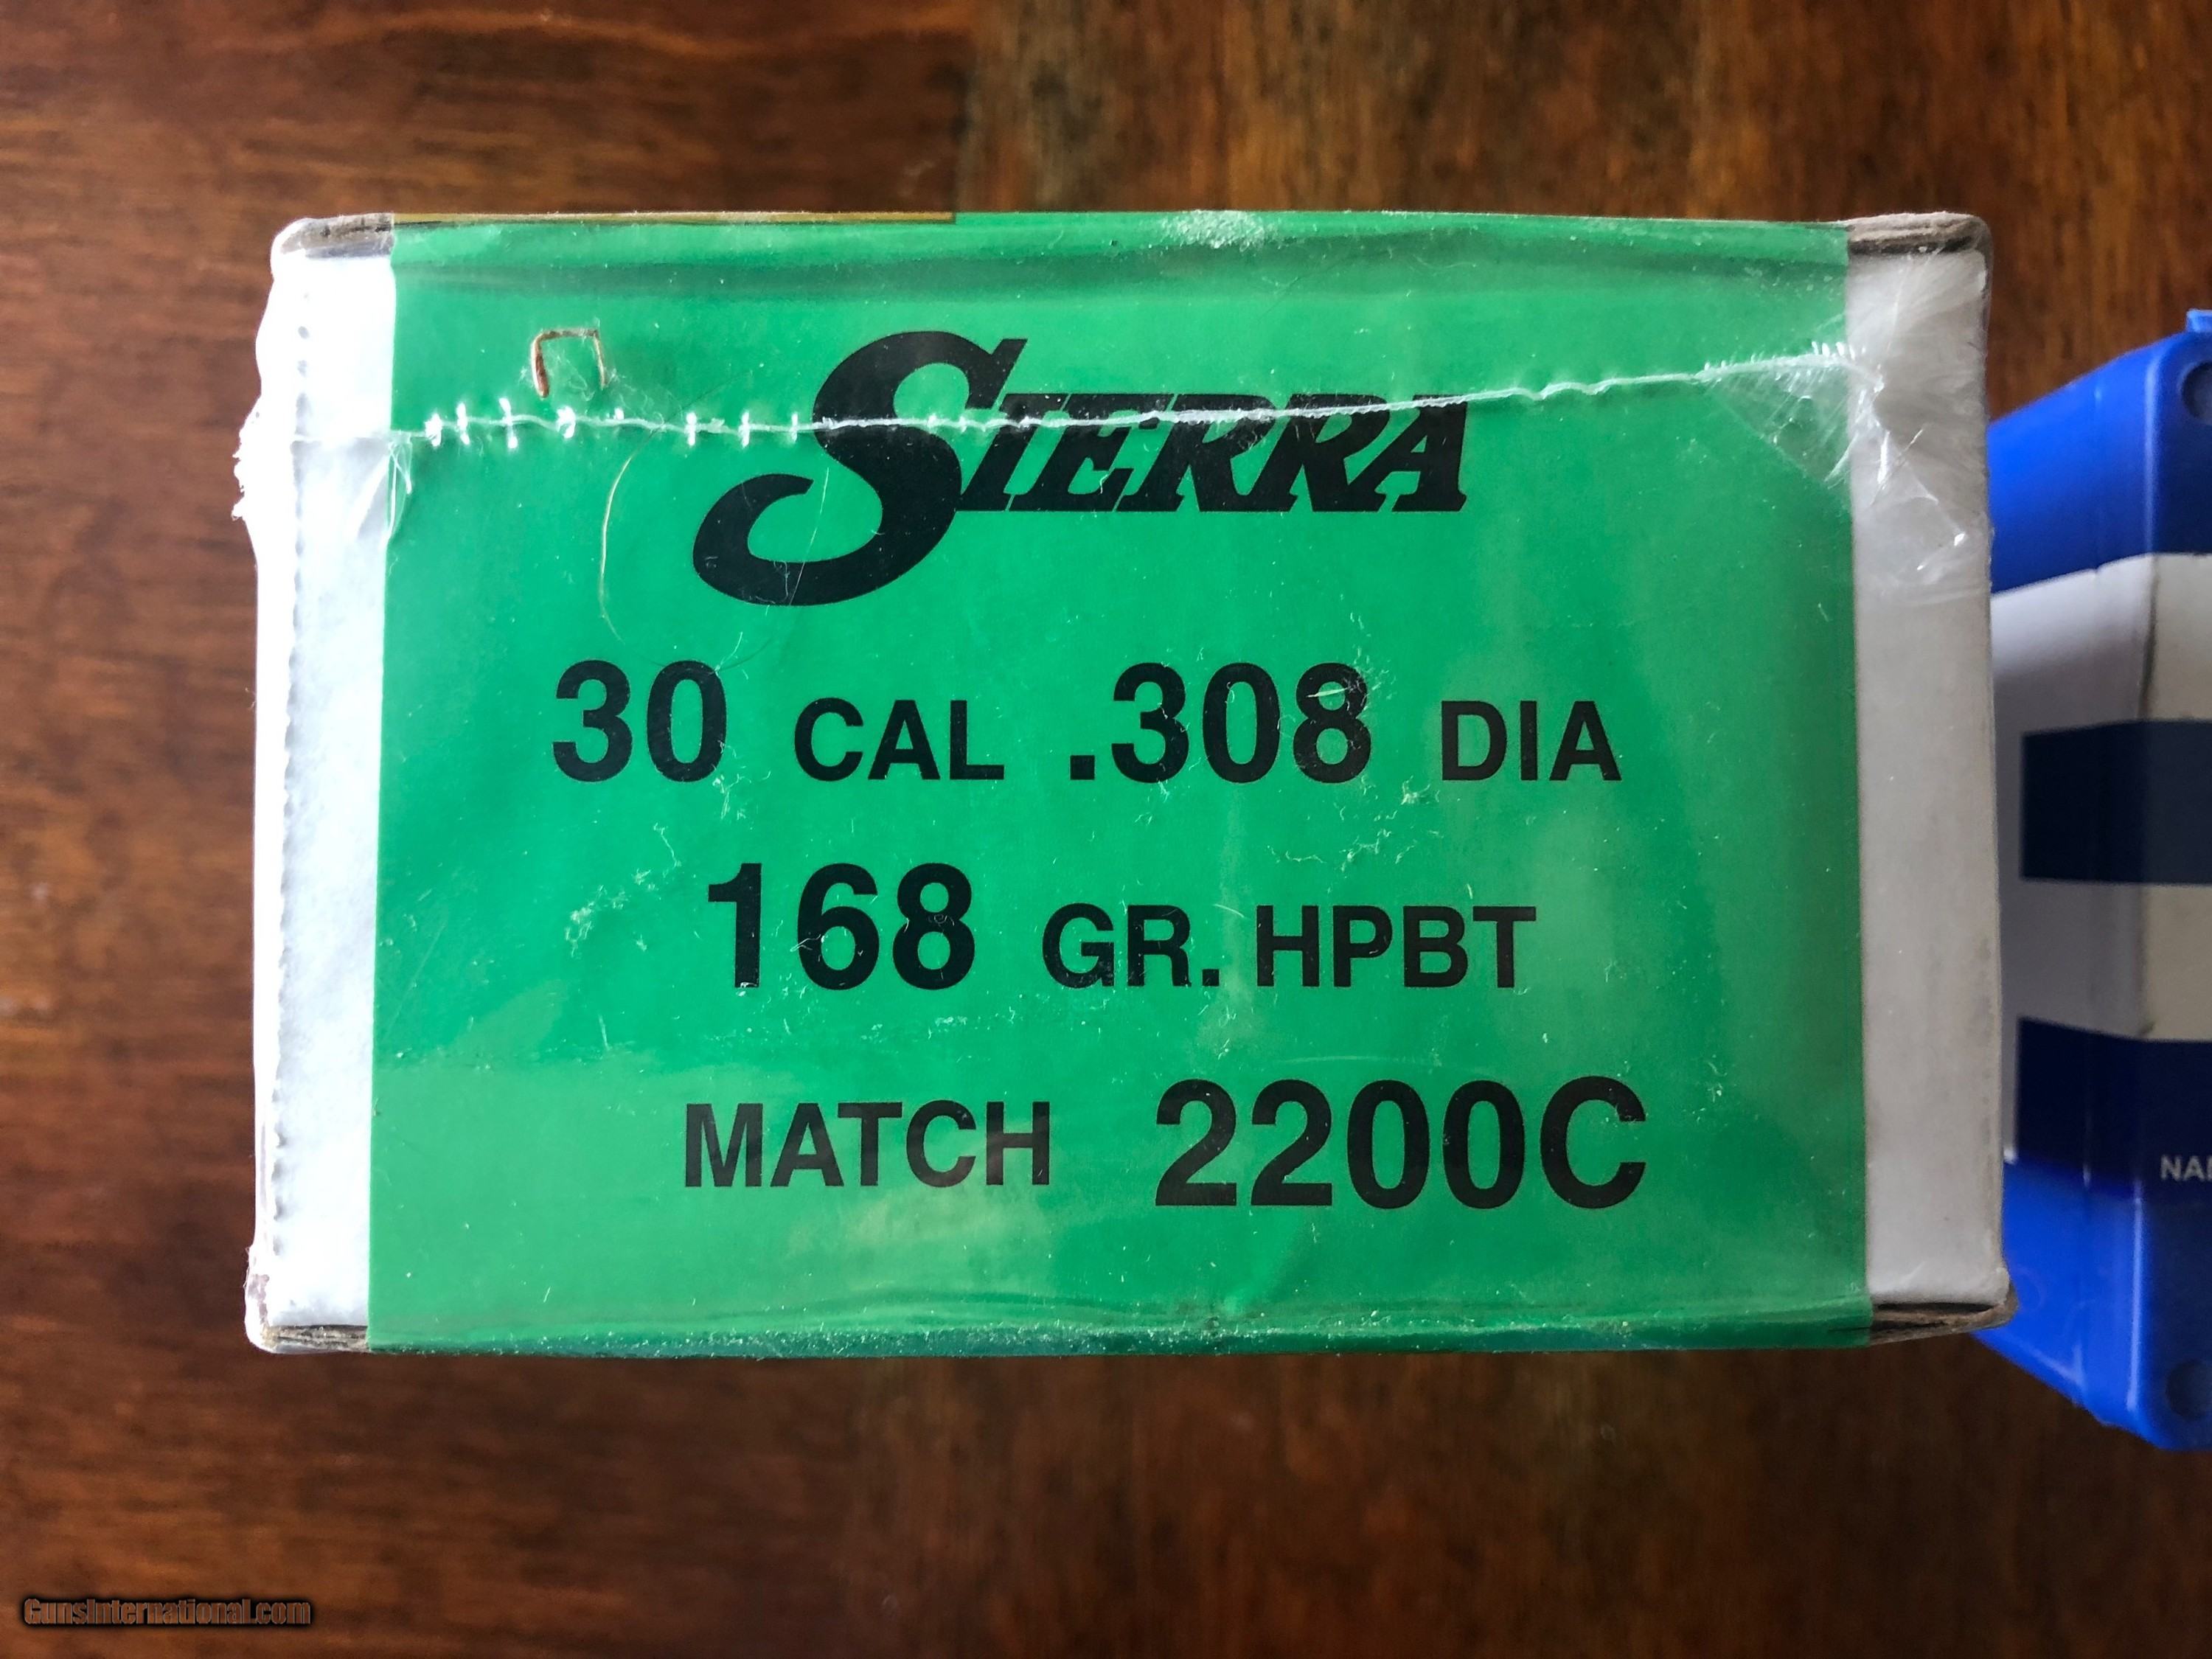 SIERRA
30 CAL .308 DIA
168 GR. HPBT
MATCH 2200C
GunsInternational.com